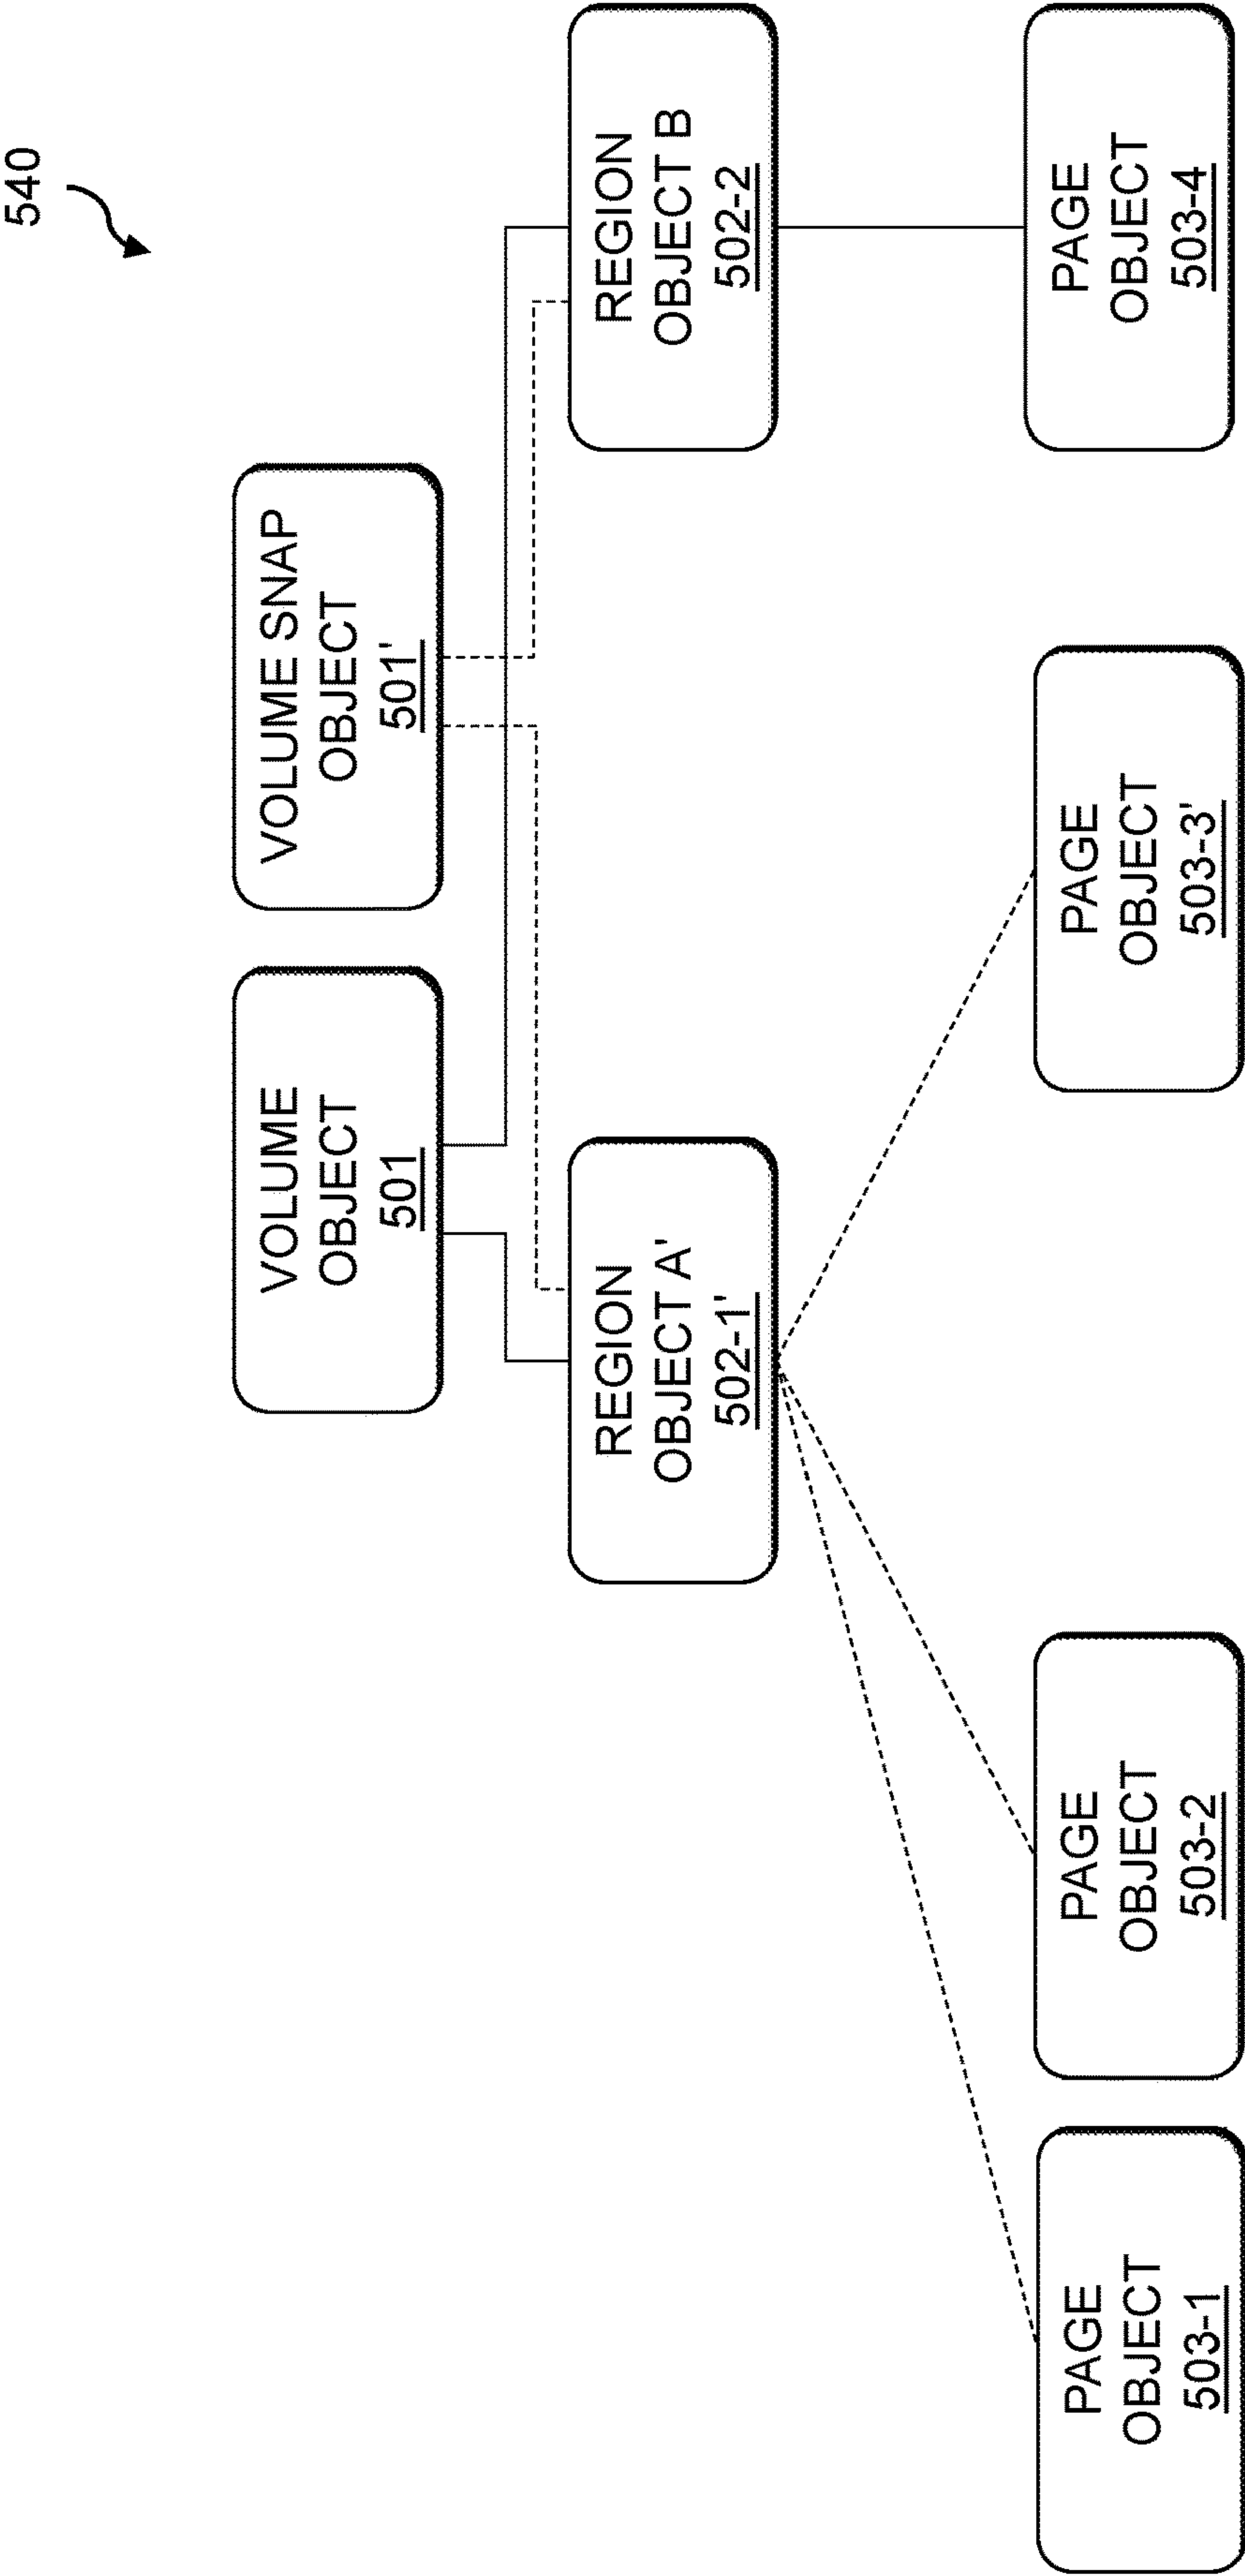 540
VOLUME
OBJECT
501
VOLUME SNAP
OBJECT
501'
REGION
OBJECT A'
502-1'
REGION
OBJECT B
502-2
PAGE
OBJECT
503-1
PAGE
OBJECT
503-2
PAGE
OBJECT
503-3'
PAGE
OBJECT
503-4